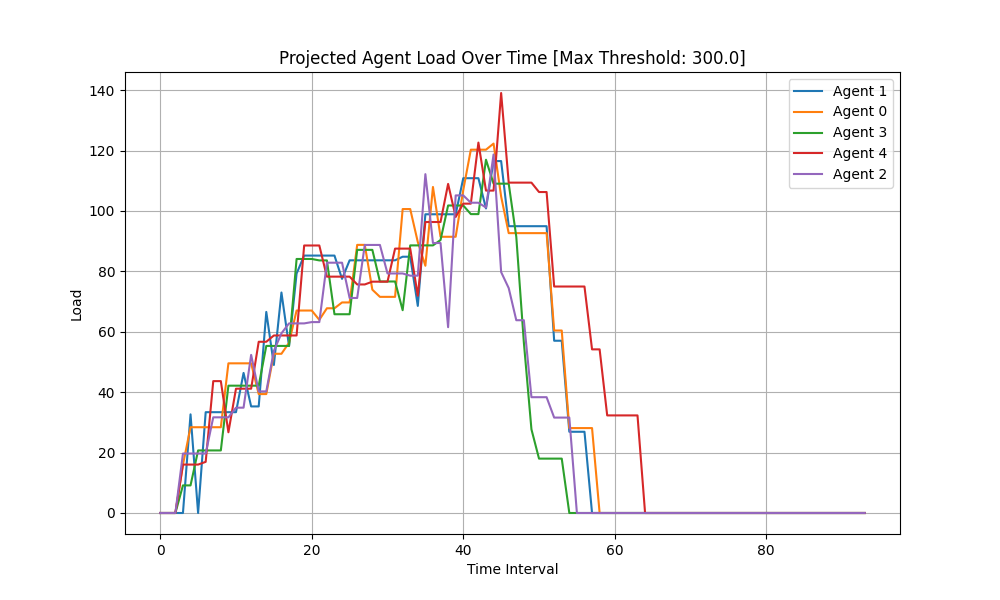 Projected Agent Load Over Time [Max Threshold: 300.0]
140
120
100
80
60
40
20
0
Load
0 20 40 60 80
Time Interval
Agent 1
Agent 0
Agent 3
Agent 4
Agent 2